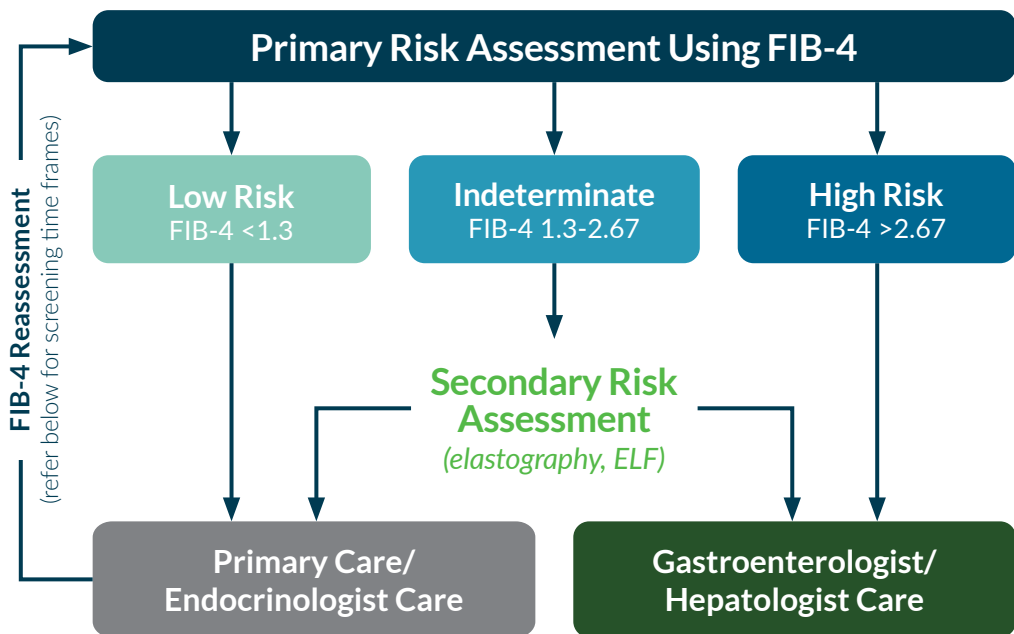 Primary Risk Assessment Using FIB-4
FIB-4 Reassessment
(refer below for screening time frames)
Low Risk
FIB-4 <1.3
Indeterminate
FIB-4 1.3-2.67
High Risk
FIB-4 >2.67
Secondary Risk
Assessment
(elastography, ELF)
Primary Care/
Endocrinologist Care
Gastroenterologist/
Hepatologist Care